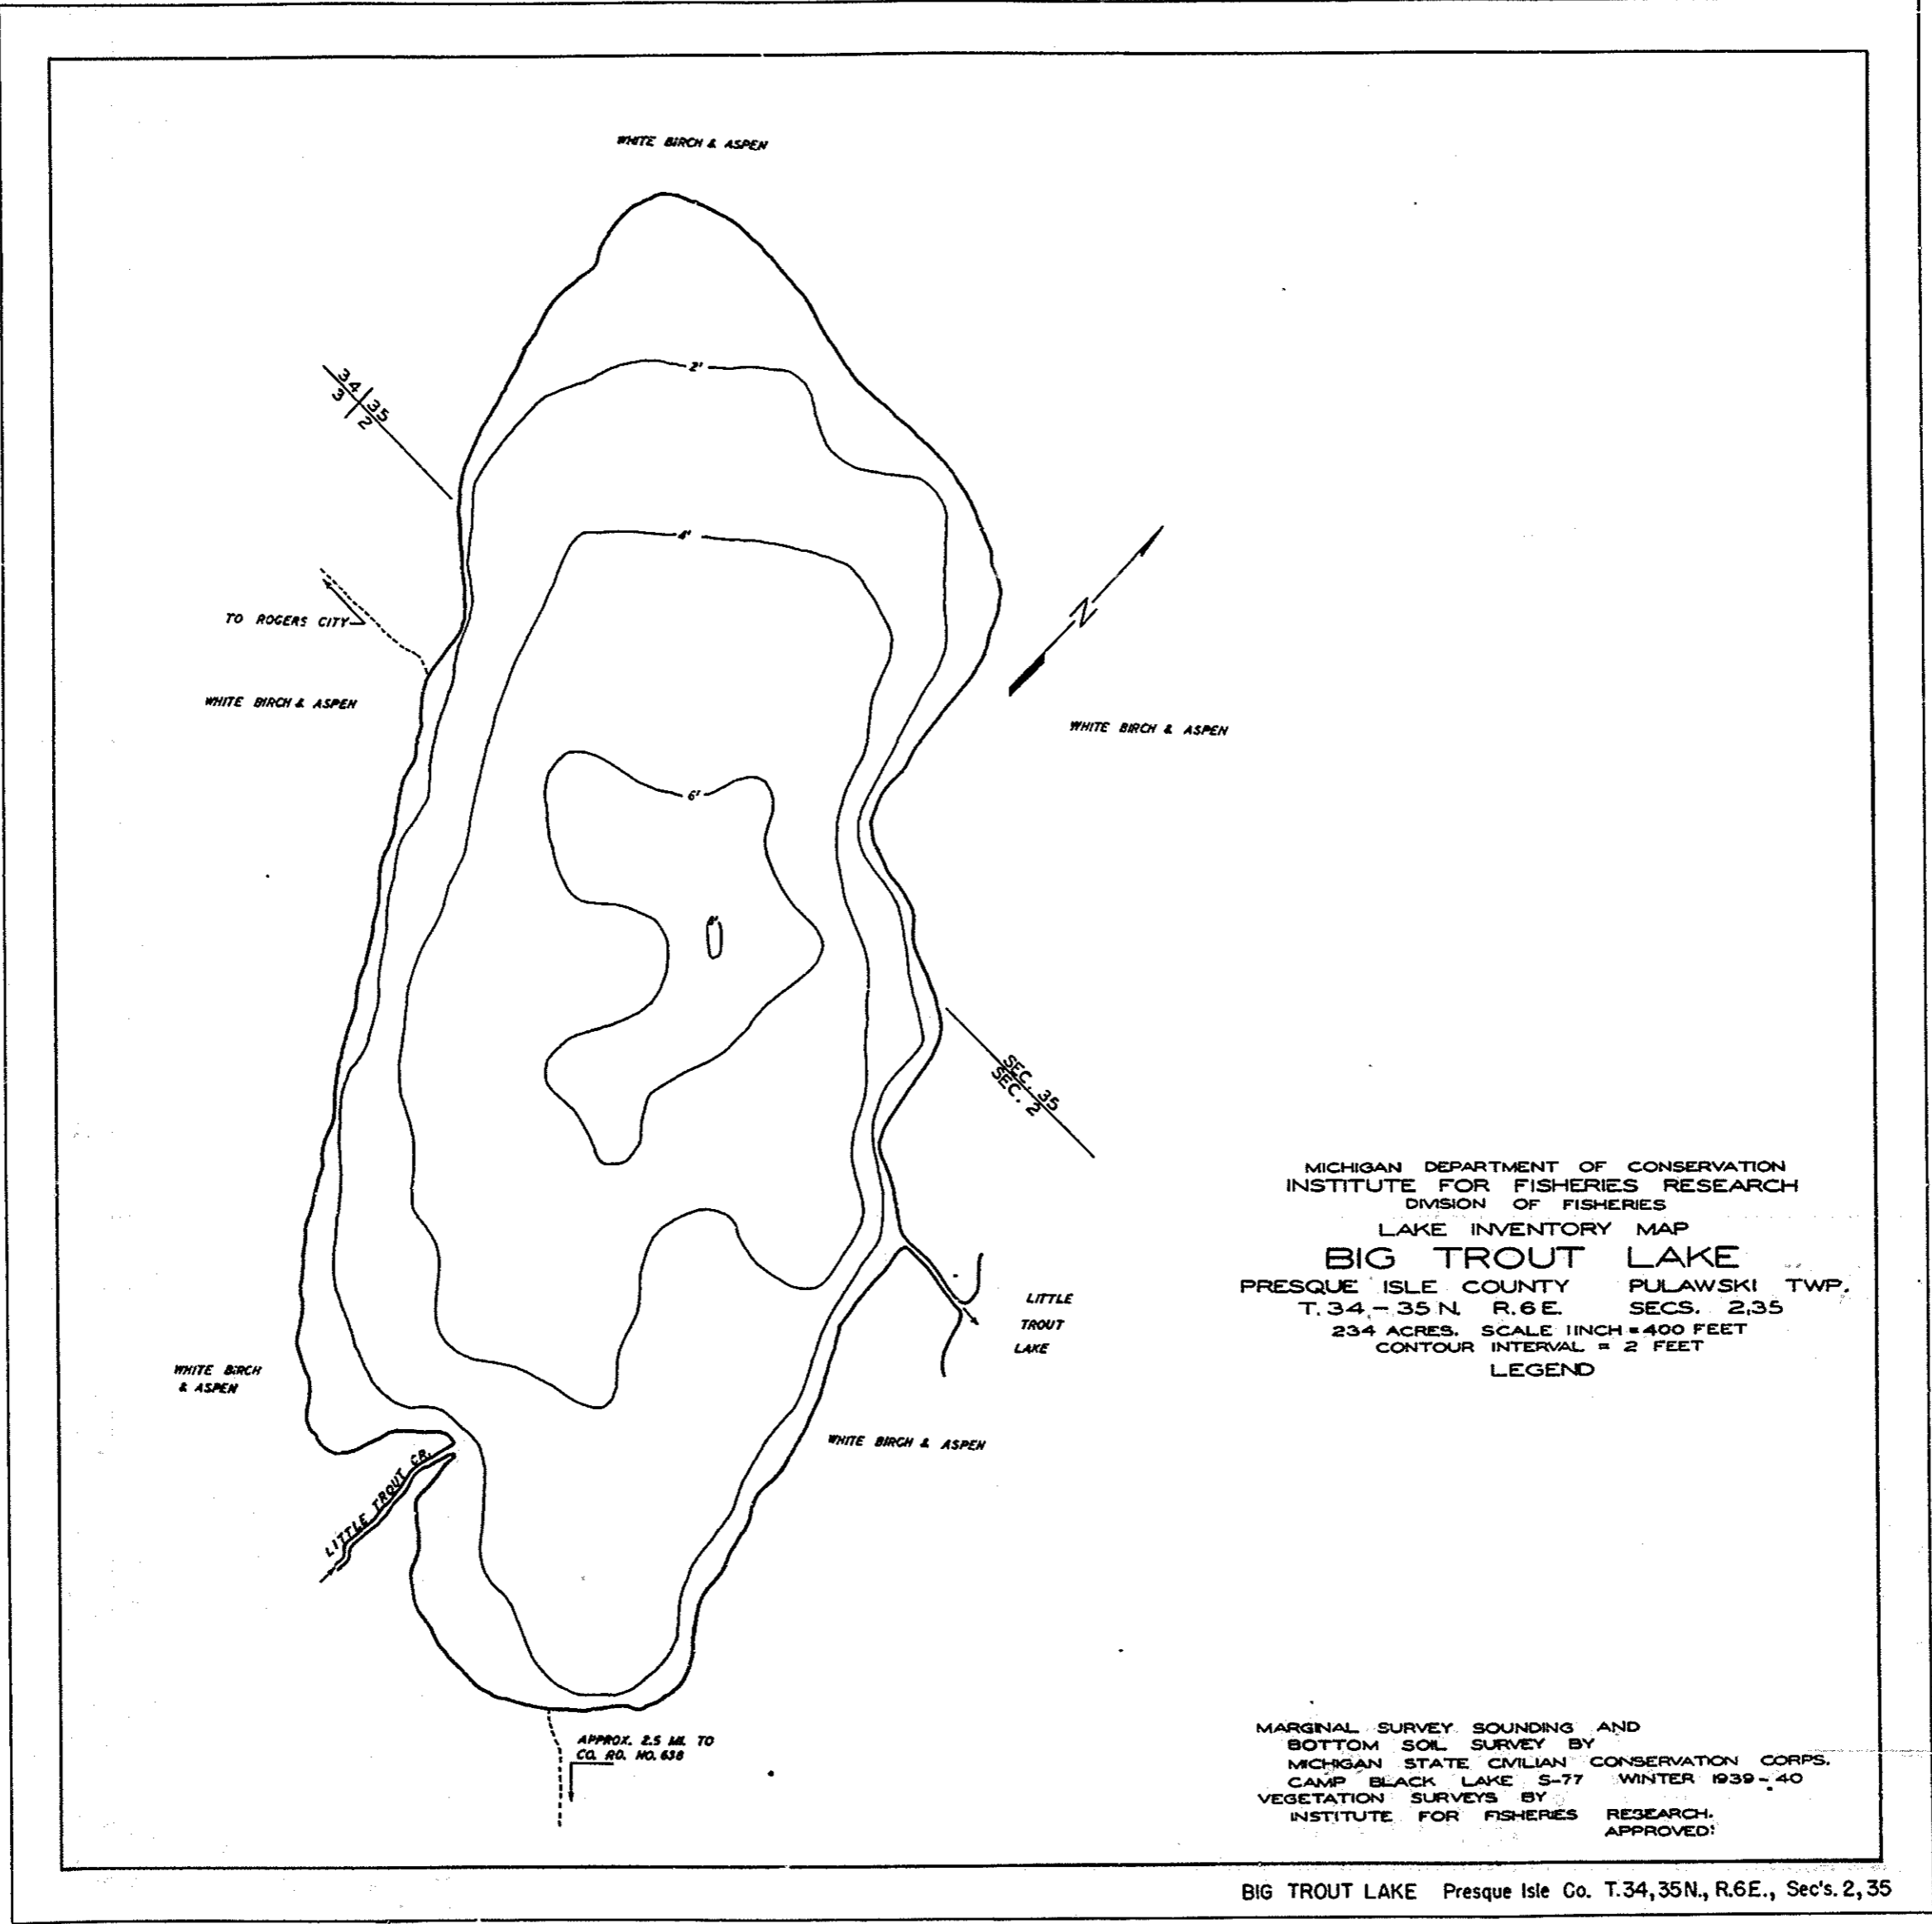 WHITE BIRCH & ASPEN
2'
34 35
3 2
4'
TO ROGERS CITY
N
WHITE BIRCH & ASPEN
WHITE BIRCH & ASPEN
6'
8'
SEC. 35
SEC. 2
MICHIGAN DEPARTMENT OF CONSERVATION
INSTITUTE FOR FISHERIES RESEARCH
DIVISION OF FISHERIES
LAKE INVENTORY MAP
BIG TROUT LAKE
PRESQUE ISLE COUNTY PULAWSKI TWP.
T. 34 - 35 N. R. 6 E. SECS. 2,35
234 ACRES. SCALE 1 INCH = 400 FEET
CONTOUR INTERVAL = 2 FEET
LEGEND
LITTLE
TROUT
LAKE
WHITE BIRCH
& ASPEN
WHITE BIRCH & ASPEN
LITTLE TROUT CR.
APPROX. 2.5 MI. TO
CO. RD. NO. 638
MARGINAL SURVEY SOUNDING AND
BOTTOM SOIL SURVEY BY
MICHIGAN STATE CIVILIAN CONSERVATION CORPS.
CAMP BLACK LAKE S-77 WINTER 1939-40
VEGETATION SURVEYS BY
INSTITUTE FOR FISHERIES RESEARCH.
APPROVED:
BIG TROUT LAKE Presque Isle Co. T.34,35N., R.6E., Sec's. 2,35